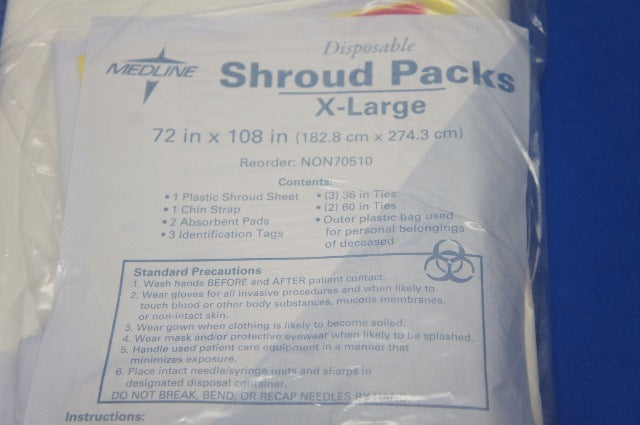 Disposable
MEDLINE
Shroud Packs
X-Large
72 in x 108 in (182.8 cm x 274.3 cm)
Reorder: NON70510
Contents:
• 1 Plastic Shroud Sheet
• 1 Chin Strap
• 2 Absorbent Pads
• 3 Identification Tags
• (3) 36 in Ties
• (2) 60 in Ties
• Outer plastic bag used
for personal belongings
of deceased
Standard Precautions
1. Wash hands BEFORE and AFTER patient contact.
2. Wear gloves for all invasive procedures and when likely to
touch blood or other body substances, mucous membranes,
or non-intact skin.
3. Wear gown when clothing is likely to become soiled.
4. Wear mask and/or protective eyewear when likely to be splashed.
5. Handle used patient care equipment in a manner that
minimizes exposure.
6. Place intact needle/syringe units and sharps in
designated disposal container.
DO NOT BREAK, BEND, OR RECAP NEEDLES BY HAND.
Instructions: